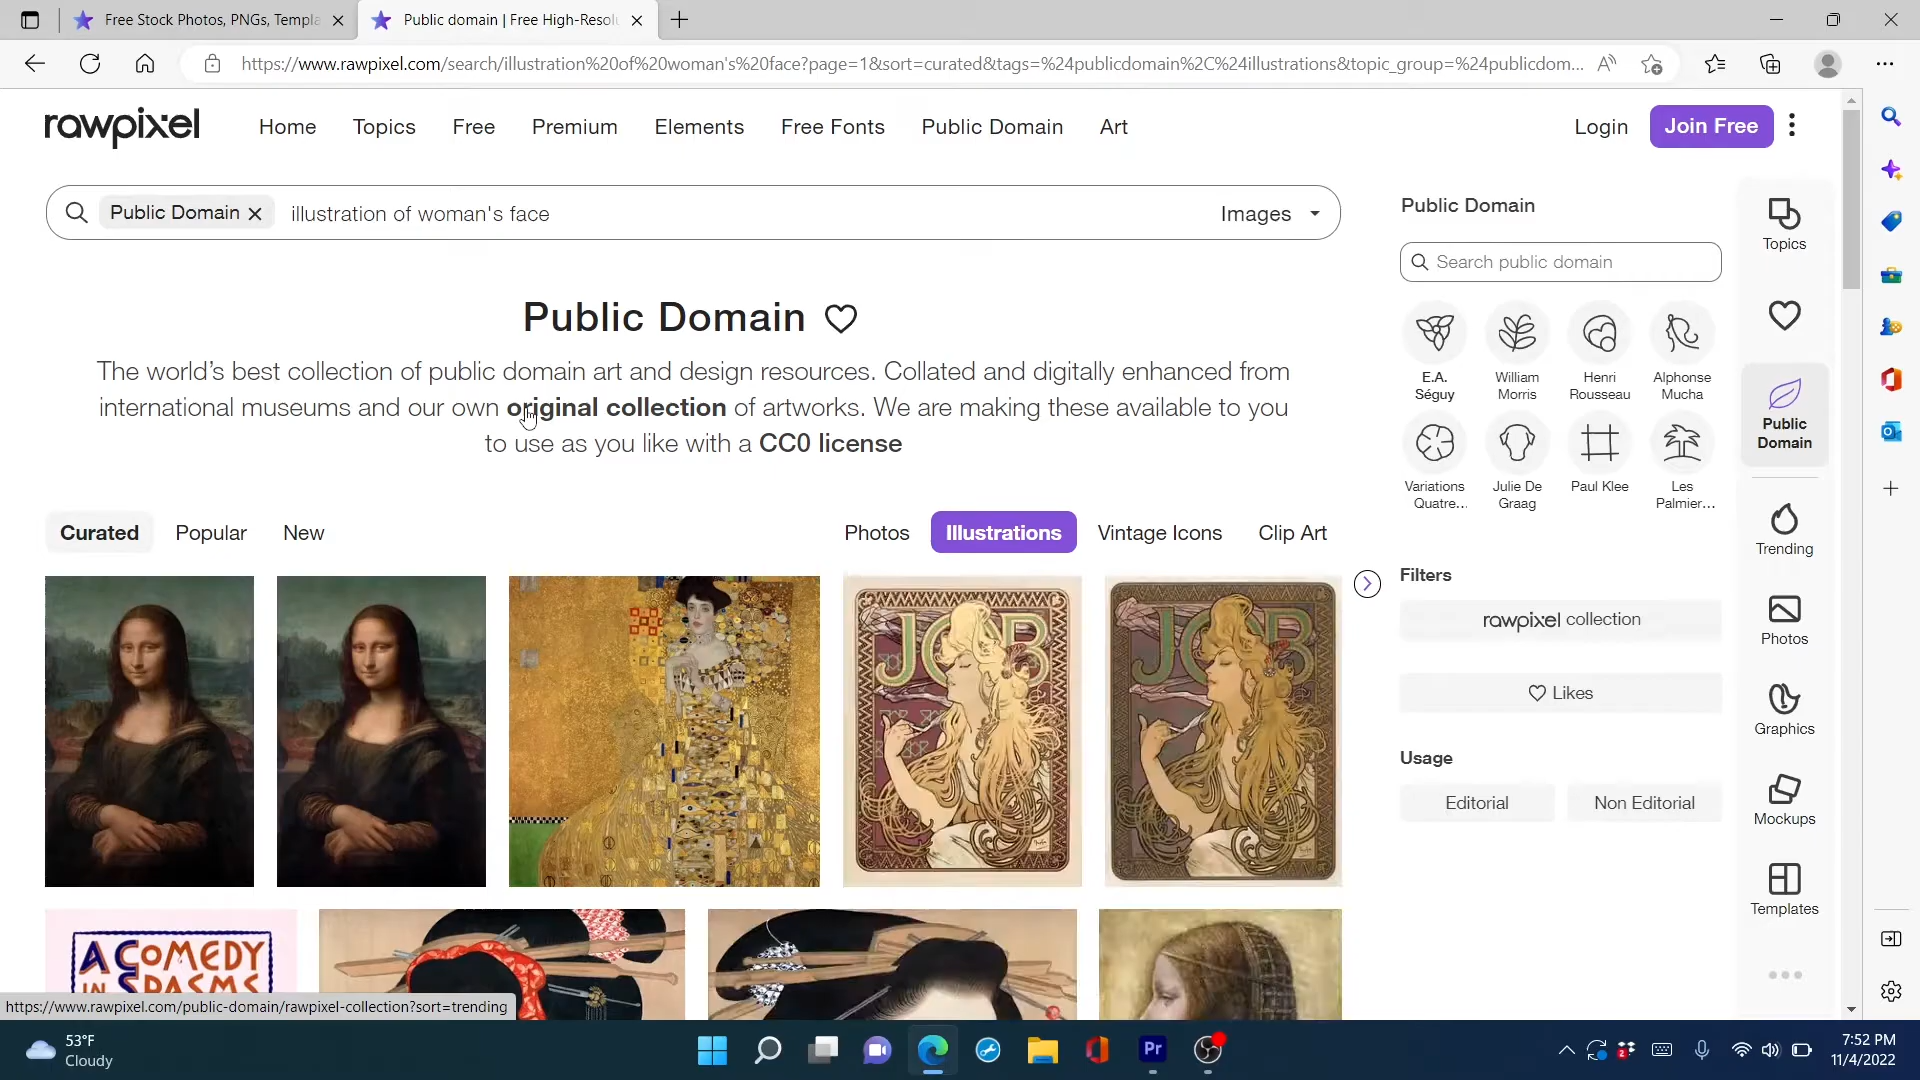 Free Stock Photos, PNGs, Templa
Public domain | Free High-Resolu
https://www.rawpixel.com/search/illustration%20of%20woman's%20face?page=1&sort=curated&tags=%24publicdomain%2C%24illustrations&topic_group=%24publicdom...
rawpixel
Home
Topics
Free
Premium
Elements
Free Fonts
Public Domain
Art
Login
Join Free
Public Domain
illustration of woman's face
Images
Public Domain
The world's best collection of public domain art and design resources. Collated and digitally enhanced from
international museums and our own original collection of artworks. We are making these available to you
to use as you like with a CC0 license
Curated
Popular
New
Photos
Illustrations
Vintage Icons
Clip Art
JOB
JOB
A COMEDY
IN SPASMS
Public Domain
Search public domain
E.A.
Séguy
William
Morris
Henri
Rousseau
Alphonse
Mucha
Variations
Quatre...
Julie De
Graag
Paul Klee
Les
Palmier...
Filters
rawpixel collection
Likes
Usage
Editorial
Non Editorial
Topics
Public
Domain
Trending
Photos
Graphics
Mockups
Templates
https://www.rawpixel.com/public-domain/rawpixel-collection?sort=trending
53°F
Cloudy
Pr
2
7:52 PM
11/4/2022